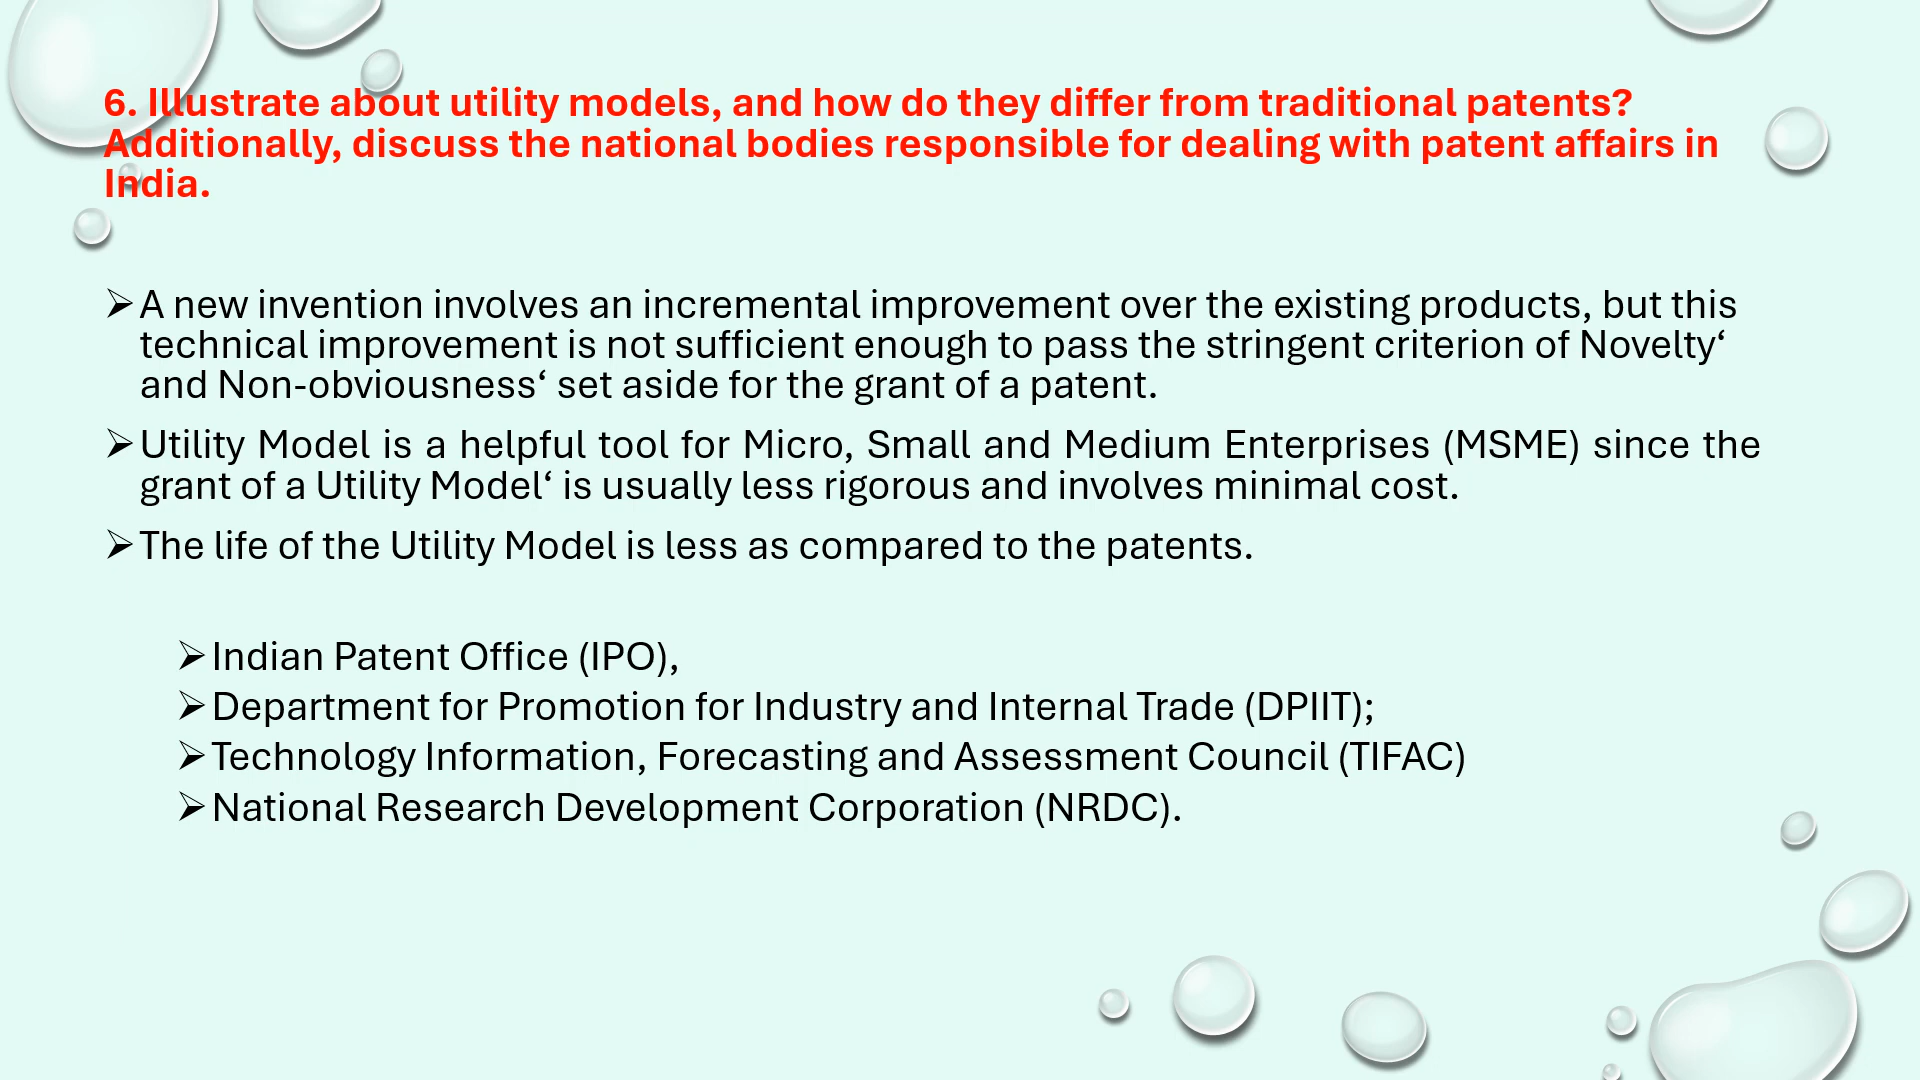 6. Illustrate about utility models, and how do they differ from traditional patents?
Additionally, discuss the national bodies responsible for dealing with patent affairs in
India.
➢A new invention involves an incremental improvement over the existing products, but this
technical improvement is not sufficient enough to pass the stringent criterion of Novelty‘
and Non-obviousness‘ set aside for the grant of a patent.
➢Utility Model is a helpful tool for Micro, Small and Medium Enterprises (MSME) since the
grant of a Utility Model‘ is usually less rigorous and involves minimal cost.
➢The life of the Utility Model is less as compared to the patents.
➢Indian Patent Office (IPO),
➢Department for Promotion for Industry and Internal Trade (DPIIT);
➢Technology Information, Forecasting and Assessment Council (TIFAC)
➢National Research Development Corporation (NRDC).